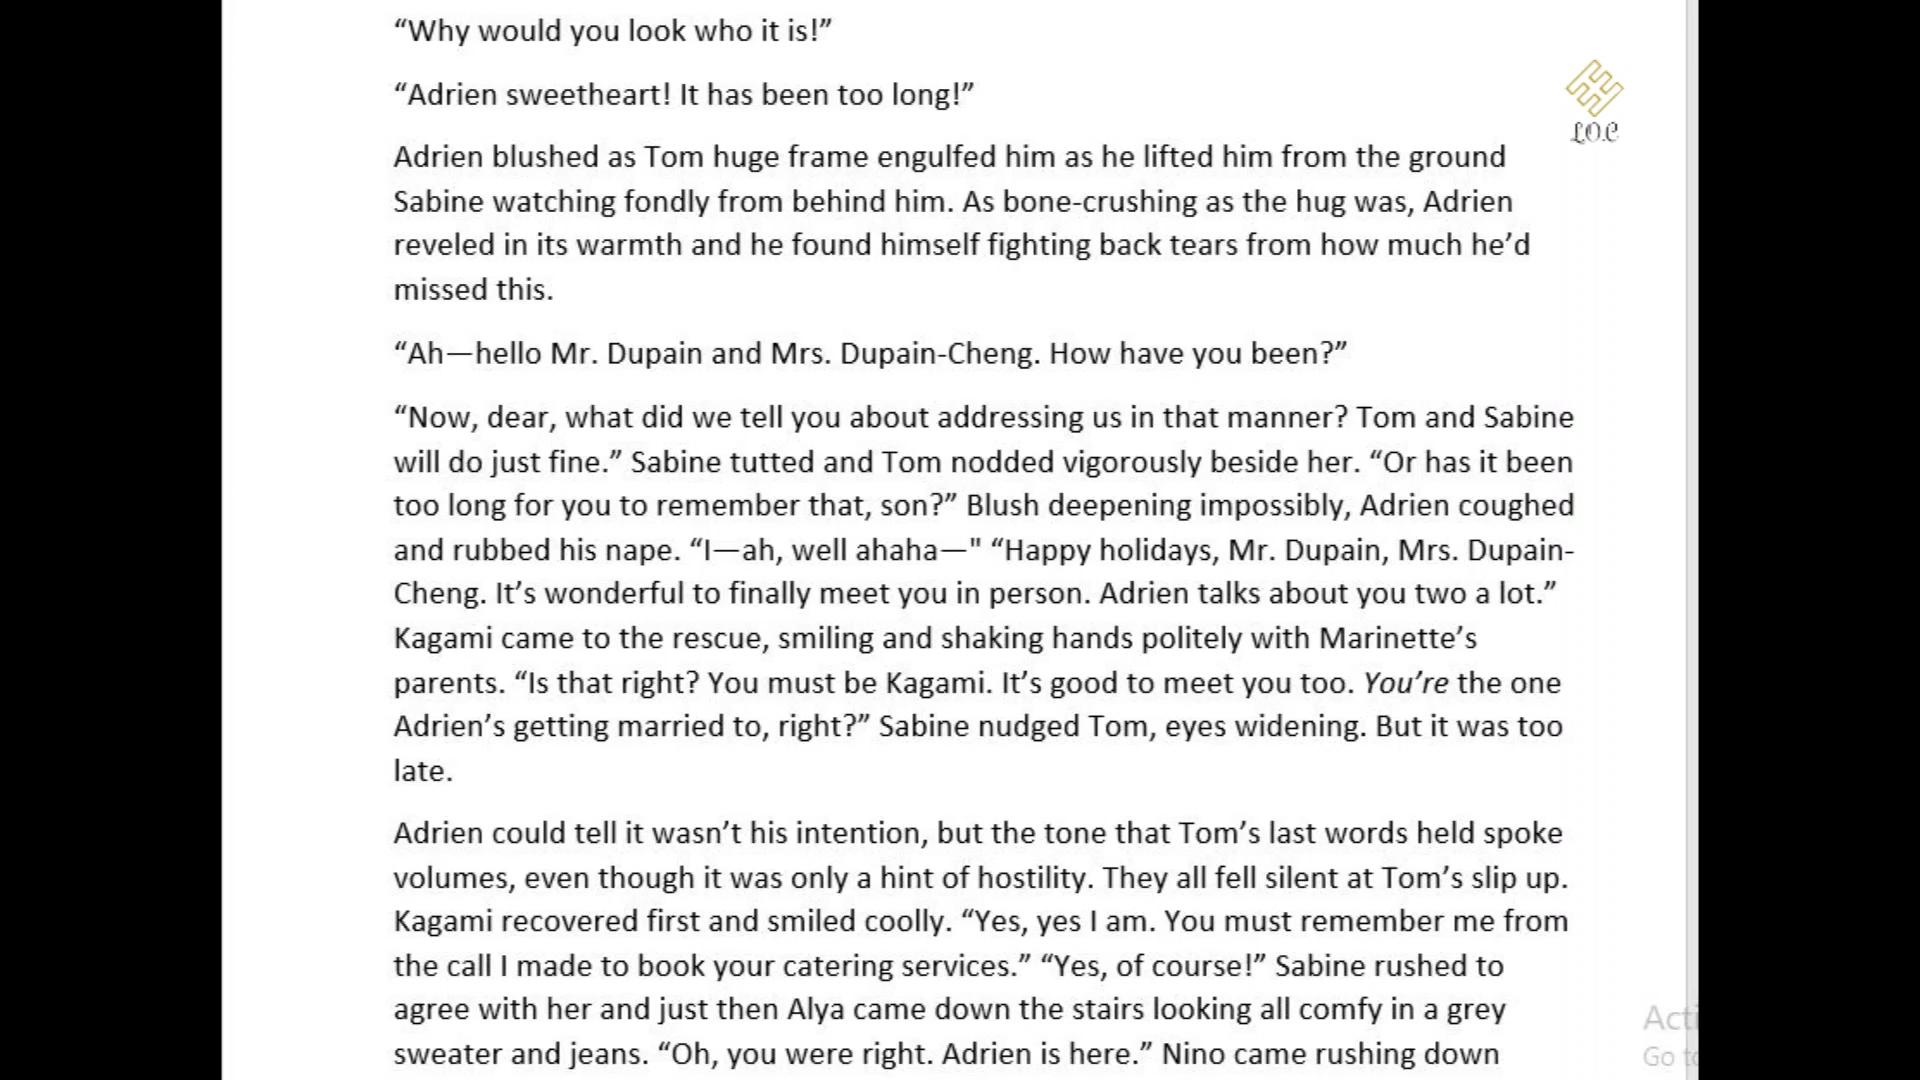 “Why would you look who it is!”
“Adrien sweetheart! It has been too long!”
L.O.C
Adrien blushed as Tom huge frame engulfed him as he lifted him from the ground
Sabine watching fondly from behind him. As bone-crushing as the hug was, Adrien
reveled in its warmth and he found himself fighting back tears from how much he’d
missed this.
“Ah—hello Mr. Dupain and Mrs. Dupain-Cheng. How have you been?”
“Now, dear, what did we tell you about addressing us in that manner? Tom and Sabine
will do just fine.” Sabine tutted and Tom nodded vigorously beside her. “Or has it been
too long for you to remember that, son?” Blush deepening impossibly, Adrien coughed
and rubbed his nape. “I—ah, well ahaha—" “Happy holidays, Mr. Dupain, Mrs. Dupain-
Cheng. It’s wonderful to finally meet you in person. Adrien talks about you two a lot.”
Kagami came to the rescue, smiling and shaking hands politely with Marinette’s
parents. “Is that right? You must be Kagami. It’s good to meet you too. You’re the one
Adrien’s getting married to, right?” Sabine nudged Tom, eyes widening. But it was too
late.
Adrien could tell it wasn’t his intention, but the tone that Tom’s last words held spoke
volumes, even though it was only a hint of hostility. They all fell silent at Tom’s slip up.
Kagami recovered first and smiled coolly. “Yes, yes I am. You must remember me from
the call I made to book your catering services.” “Yes, of course!” Sabine rushed to
agree with her and just then Alya came down the stairs looking all comfy in a grey
sweater and jeans. “Oh, you were right. Adrien is here.” Nino came rushing down
Acti
Go to